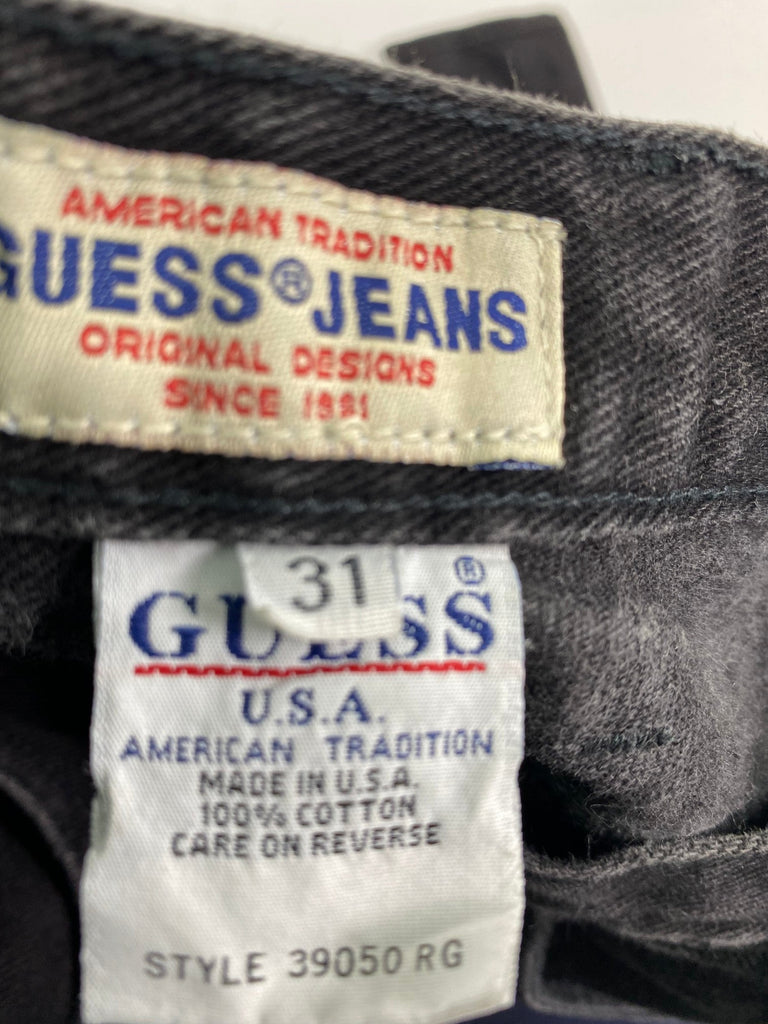 AMERICAN TRADITION
GUESS® JEANS
ORIGINAL DESIGNS
SINCE 1981
31
GUESS®
U.S.A.
AMERICAN TRADITION
MADE IN U.S.A.
100% COTTON
CARE ON REVERSE
STYLE 39050 RG